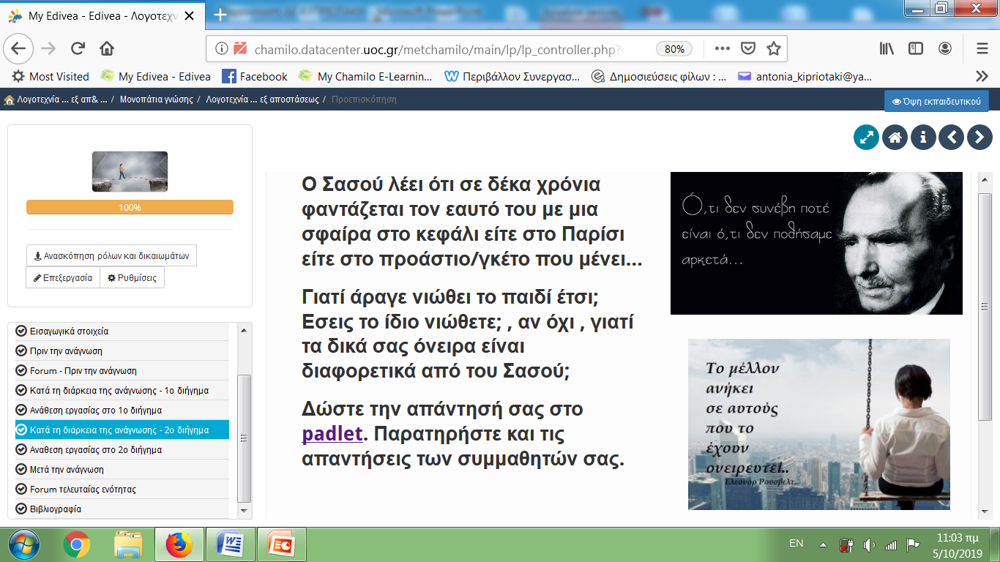 My Edivea - Edivea - Λογοτεχν
chamilo.datacenter.uoc.gr/metchamilo/main/lp/lp_controller.php?
80%
Most Visited
My Edivea - Edivea
Facebook
My Chamilo E-Learnin...
Περιβάλλον Συνεργασ...
Δημοσιεύσεις φίλων : ...
antonia_kipriotaki@ya...
Λογοτεχνία ... εξ απ& ... / Μονοπάτια γνώσης / Λογοτεχνία ... εξ αποστάσεως / Προεπισκόπηση
Όψη εκπαιδευτικού
100%
Ανασκόπηση ρόλων και δικαιωμάτων
Επεξεργασία
Ρυθμίσεις
Εισαγωγικά στοιχεία
Πριν την ανάγνωση
Forum - Πριν την ανάγνωση
Κατά τη διάρκεια της ανάγνωσης - 1ο διήγημα
Ανάθεση εργασίας στο 1ο διήγημα
Κατά τη διάρκεια της ανάγνωσης - 2ο διήγημα
Αναθεση εργασίας στο 2ο διήγημα
Μετά την ανάγνωση
Forum τελευταίας ενότητας
Βιβλιογραφία
Ο Σασού λέει ότι σε δέκα χρόνια
φαντάζεται τον εαυτό του με μια
σφαίρα στο κεφάλι είτε στο Παρίσι
είτε στο προάστιο/γκέτο που μένει...
Γιατί άραγε νιώθει το παιδί έτσι;
Εσεις το ίδιο νιώθετε; , αν όχι , γιατί
τα δικά σας όνειρα είναι
διαφορετικά από του Σασού;
Δώστε την απάντησή σας στο
padlet. Παρατηρήστε και τις
απαντήσεις των συμμαθητών σας.
Ό,τι δεν συνέβη ποτέ
είναι ό,τι δεν ποθήσαμε
αρκετά...
Το μέλλον
ανήκει
σε αυτούς
που το
έχουν
ονειρευτεί..
Ελεονόρ Ρούσβελτ
EN
11:03 πμ
5/10/2019